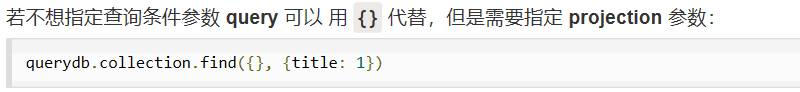 若不想指定查询条件参数 query 可以 用 {} 代替，但是需要指定 projection 参数：
querydb.collection.find({}, {title: 1})